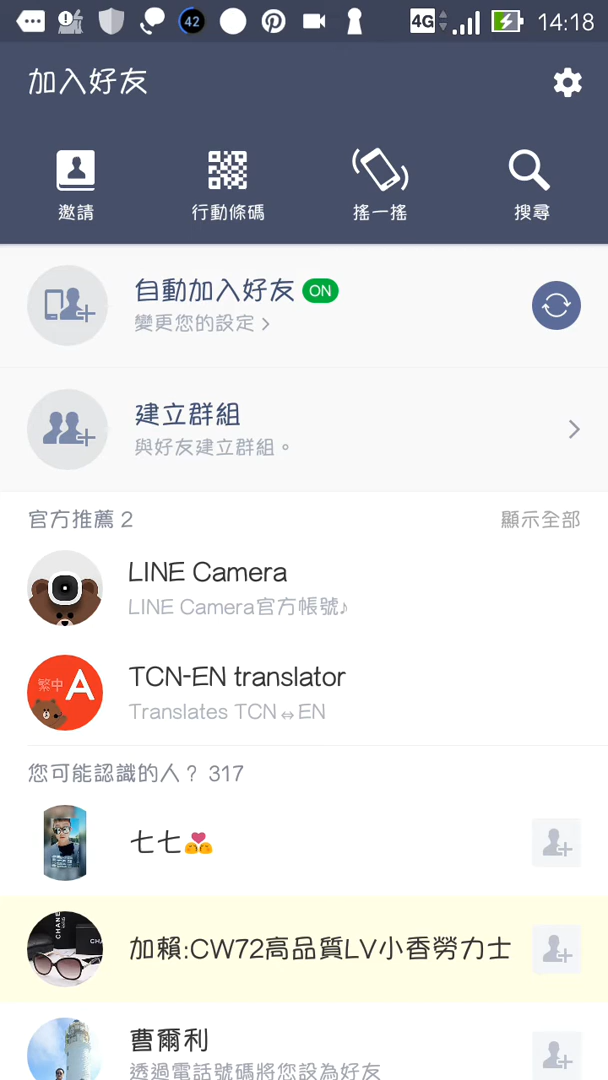 42
4G
14:18
加入好友
邀請
行動條碼
搖一搖
搜尋
自動加入好友 ON
變更您的設定 >
建立群組
與好友建立群組。
官方推薦 2
顯示全部
LINE Camera
LINE Camera官方帳號♪
繁中 A
TCN-EN translator
Translates TCN⇔EN
您可能認識的人？ 317
七七💏
CHANEL
加賴:CW72高品質LV小香勞力士
曹爾利
透過電話號碼將您設為好友